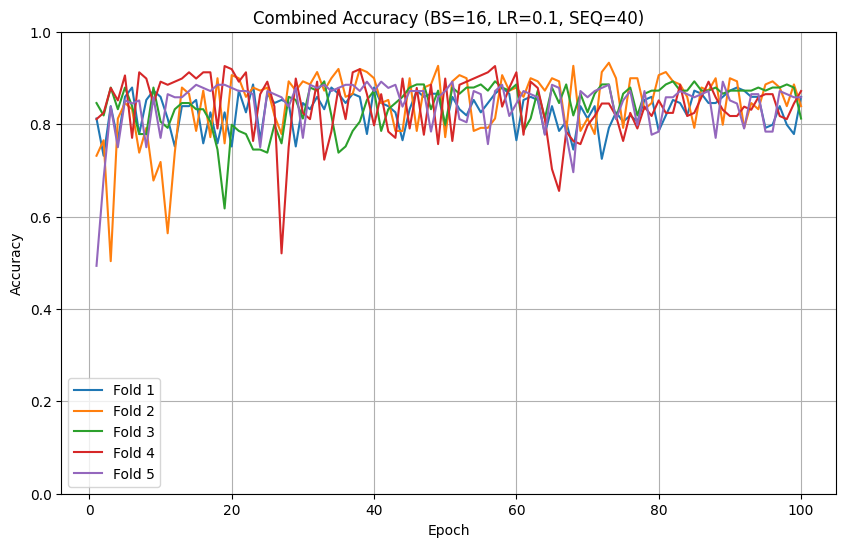 Combined Accuracy (BS=16, LR=0.1, SEQ=40)
1.0
0.8
0.6
0.4
0.2
0.0
Accuracy
Fold 1
Fold 2
Fold 3
Fold 4
Fold 5
0 20 40 60 80 100
Epoch